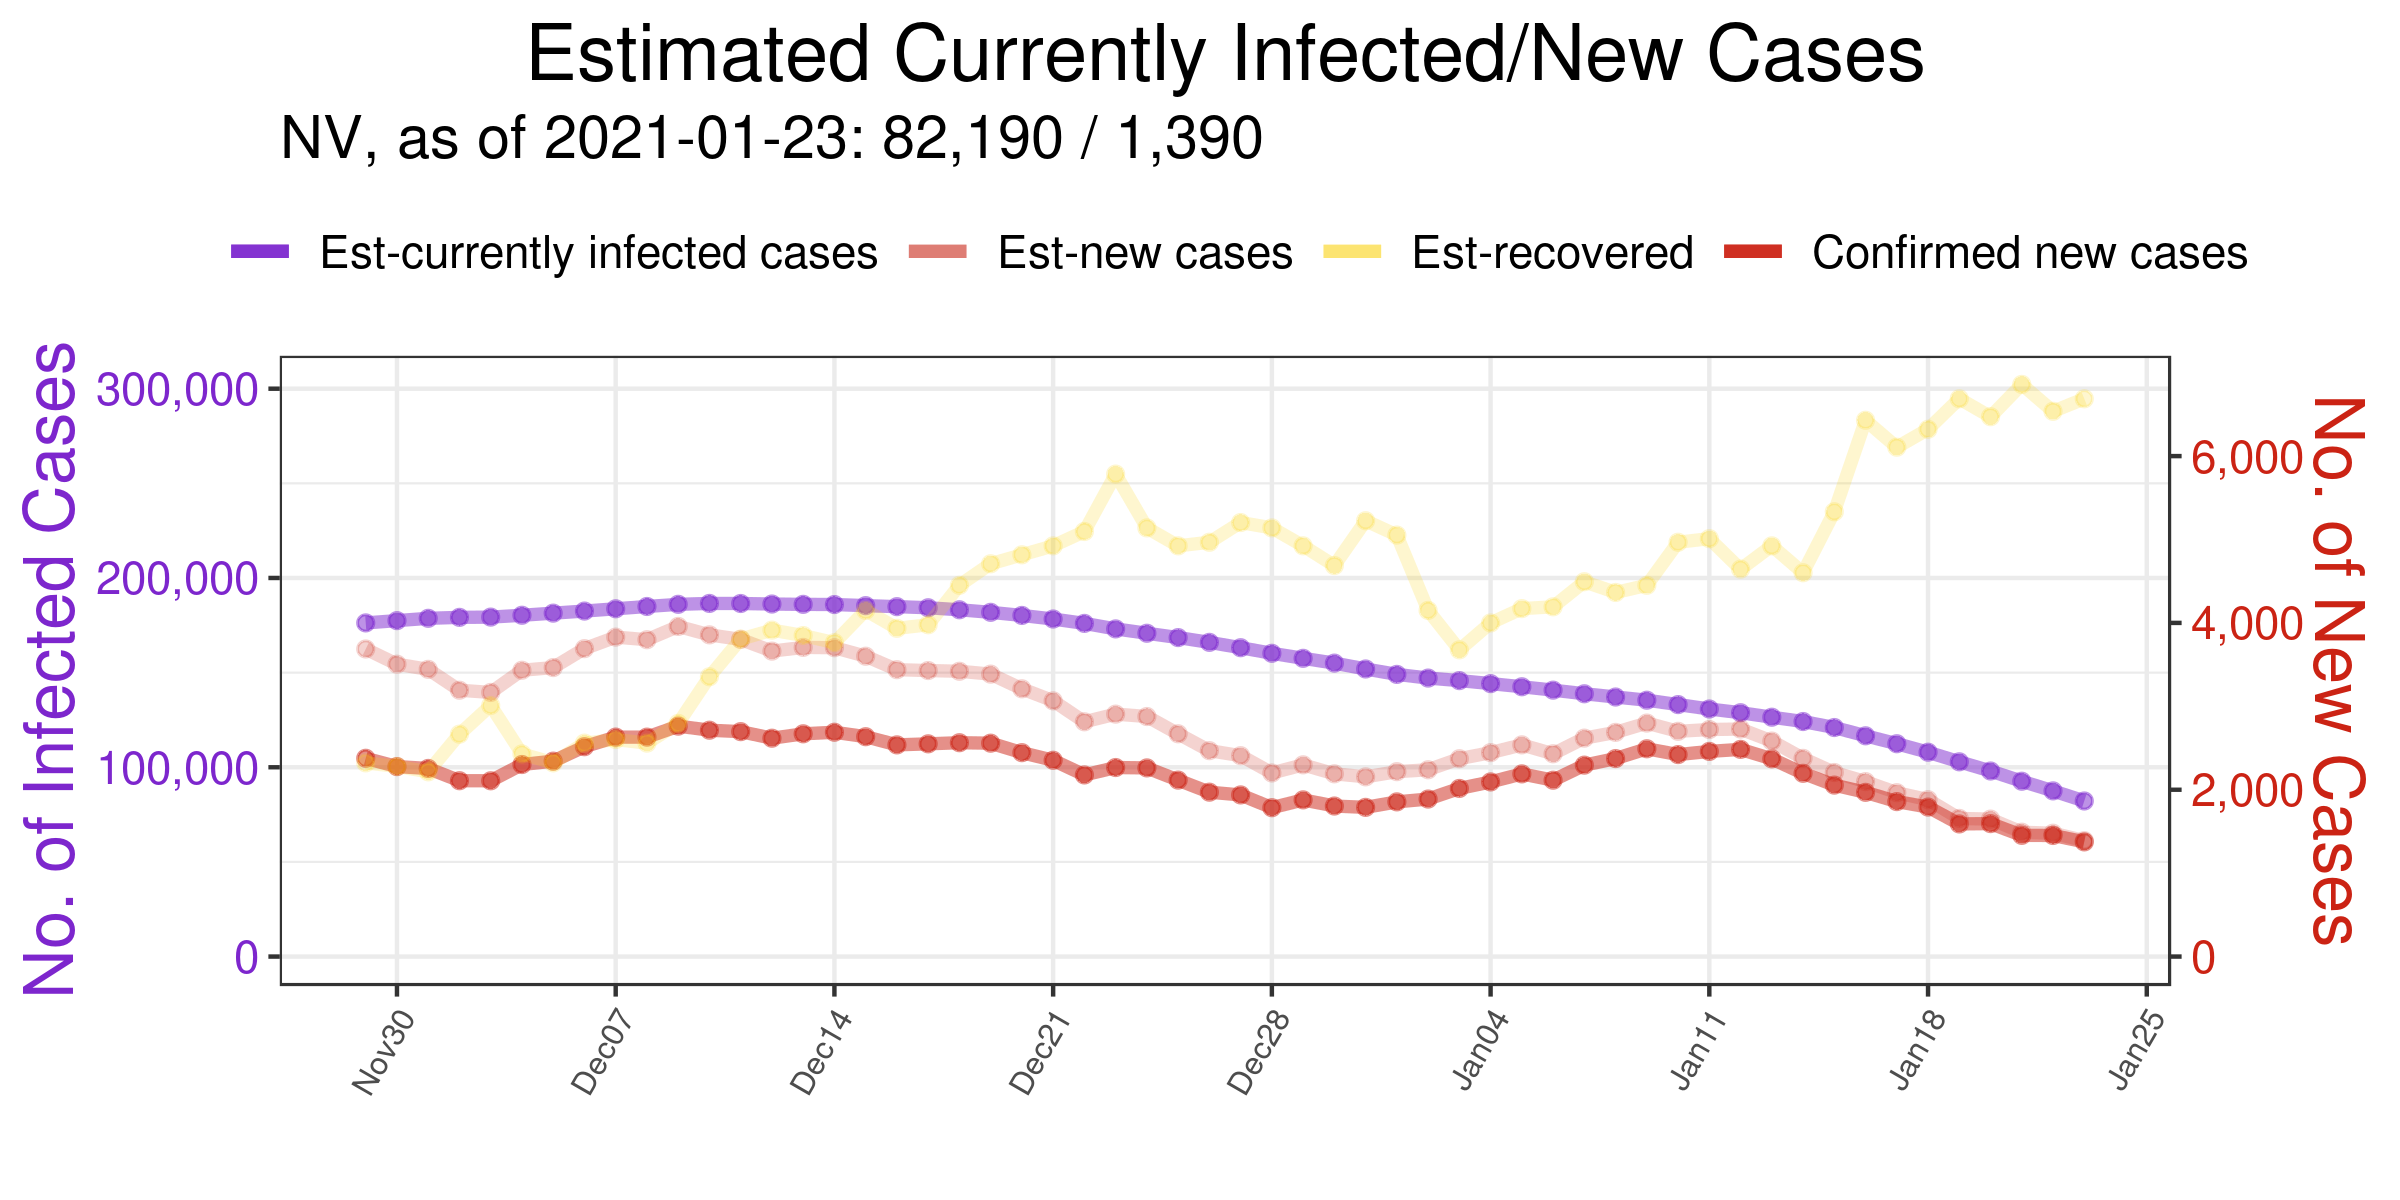 Estimated Currently Infected/New Cases
NV, as of 2021-01-23: 82,190 / 1,390
Est-currently infected cases Est-new cases Est-recovered Confirmed new cases
No. of Infected Cases
300,000
200,000
100,000
0
6,000
4,000
2,000
0
No. of New Cases
Nov30 Dec07 Dec14 Dec21 Dec28 Jan04 Jan11 Jan18 Jan25